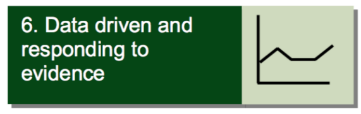 6. Data driven and
responding to
evidence